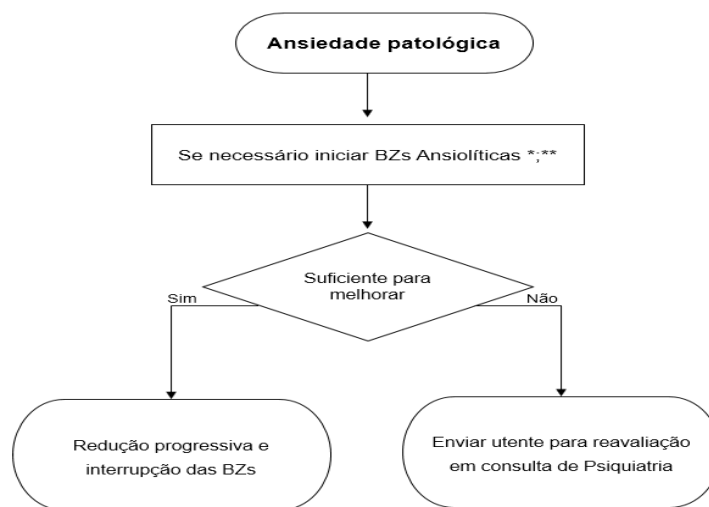 Ansiedade patológica
Se necessário iniciar BZs Ansiolíticas *;**
Suficiente para
melhorar
Sim
Não
Redução progressiva e
interrupção das BZs
Enviar utente para reavaliação
em consulta de Psiquiatria